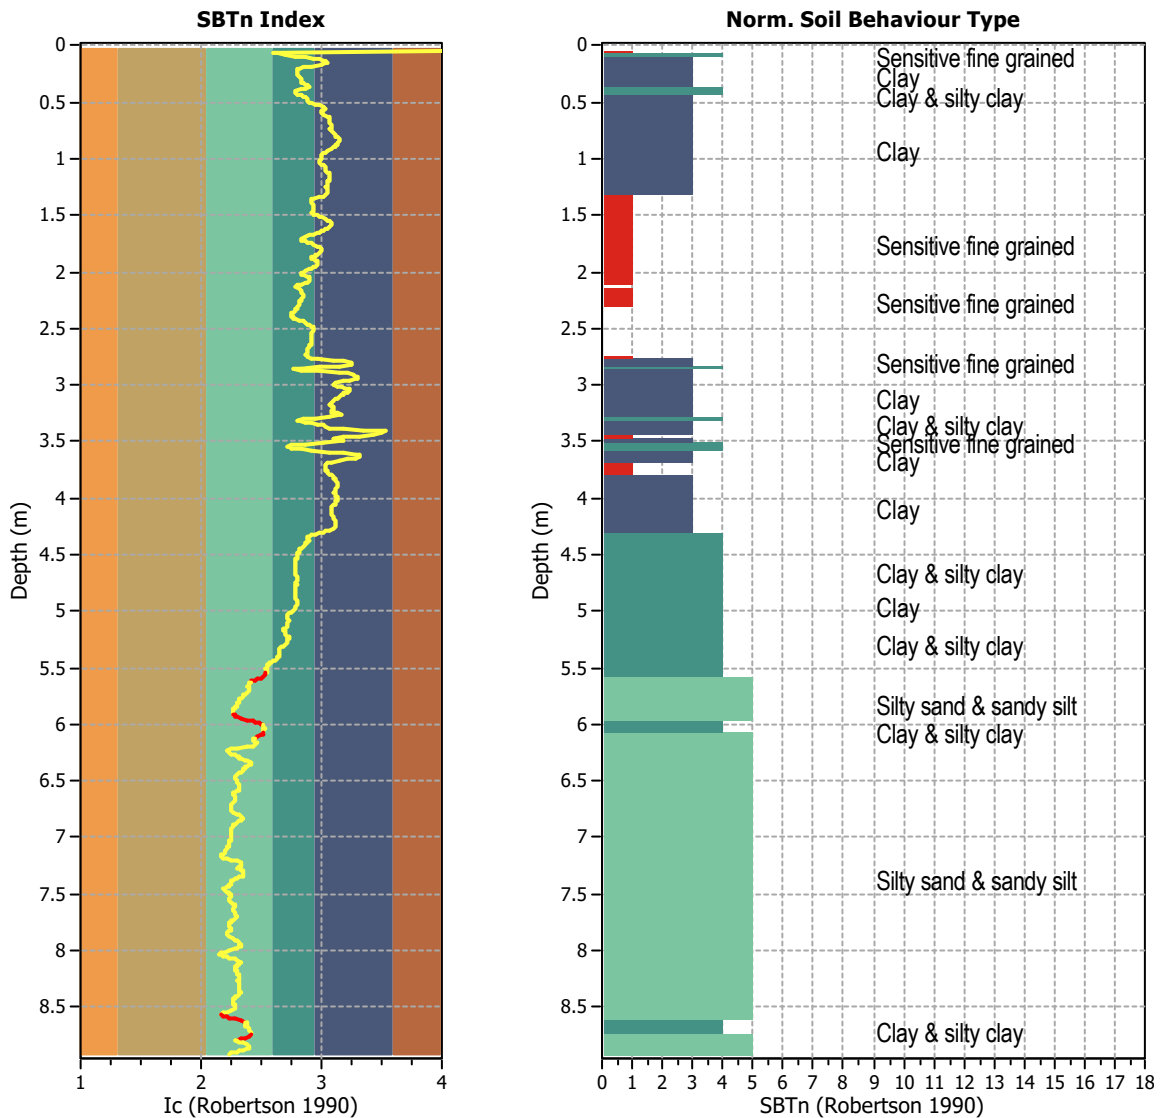 SBTn Index
0
0.5
1
1.5
2
2.5
3
3.5
4
4.5
5
5.5
6
6.5
7
7.5
8
8.5
Depth (m)
1 2 3 4
Ic (Robertson 1990)
Norm. Soil Behaviour Type
0
0.5
1
1.5
2
2.5
3
3.5
4
4.5
5
5.5
6
6.5
7
7.5
8
8.5
Depth (m)
Sensitive fine grained
Clay
Clay & silty clay
Clay
Sensitive fine grained
Sensitive fine grained
Sensitive fine grained
Clay
Clay & silty clay
Sensitive fine grained
Clay
Clay
Clay & silty clay
Clay
Clay & silty clay
Silty sand & sandy silt
Clay & silty clay
Silty sand & sandy silt
Clay & silty clay
0 1 2 3 4 5 6 7 8 9 10 11 12 13 14 15 16 17 18
SBTn (Robertson 1990)